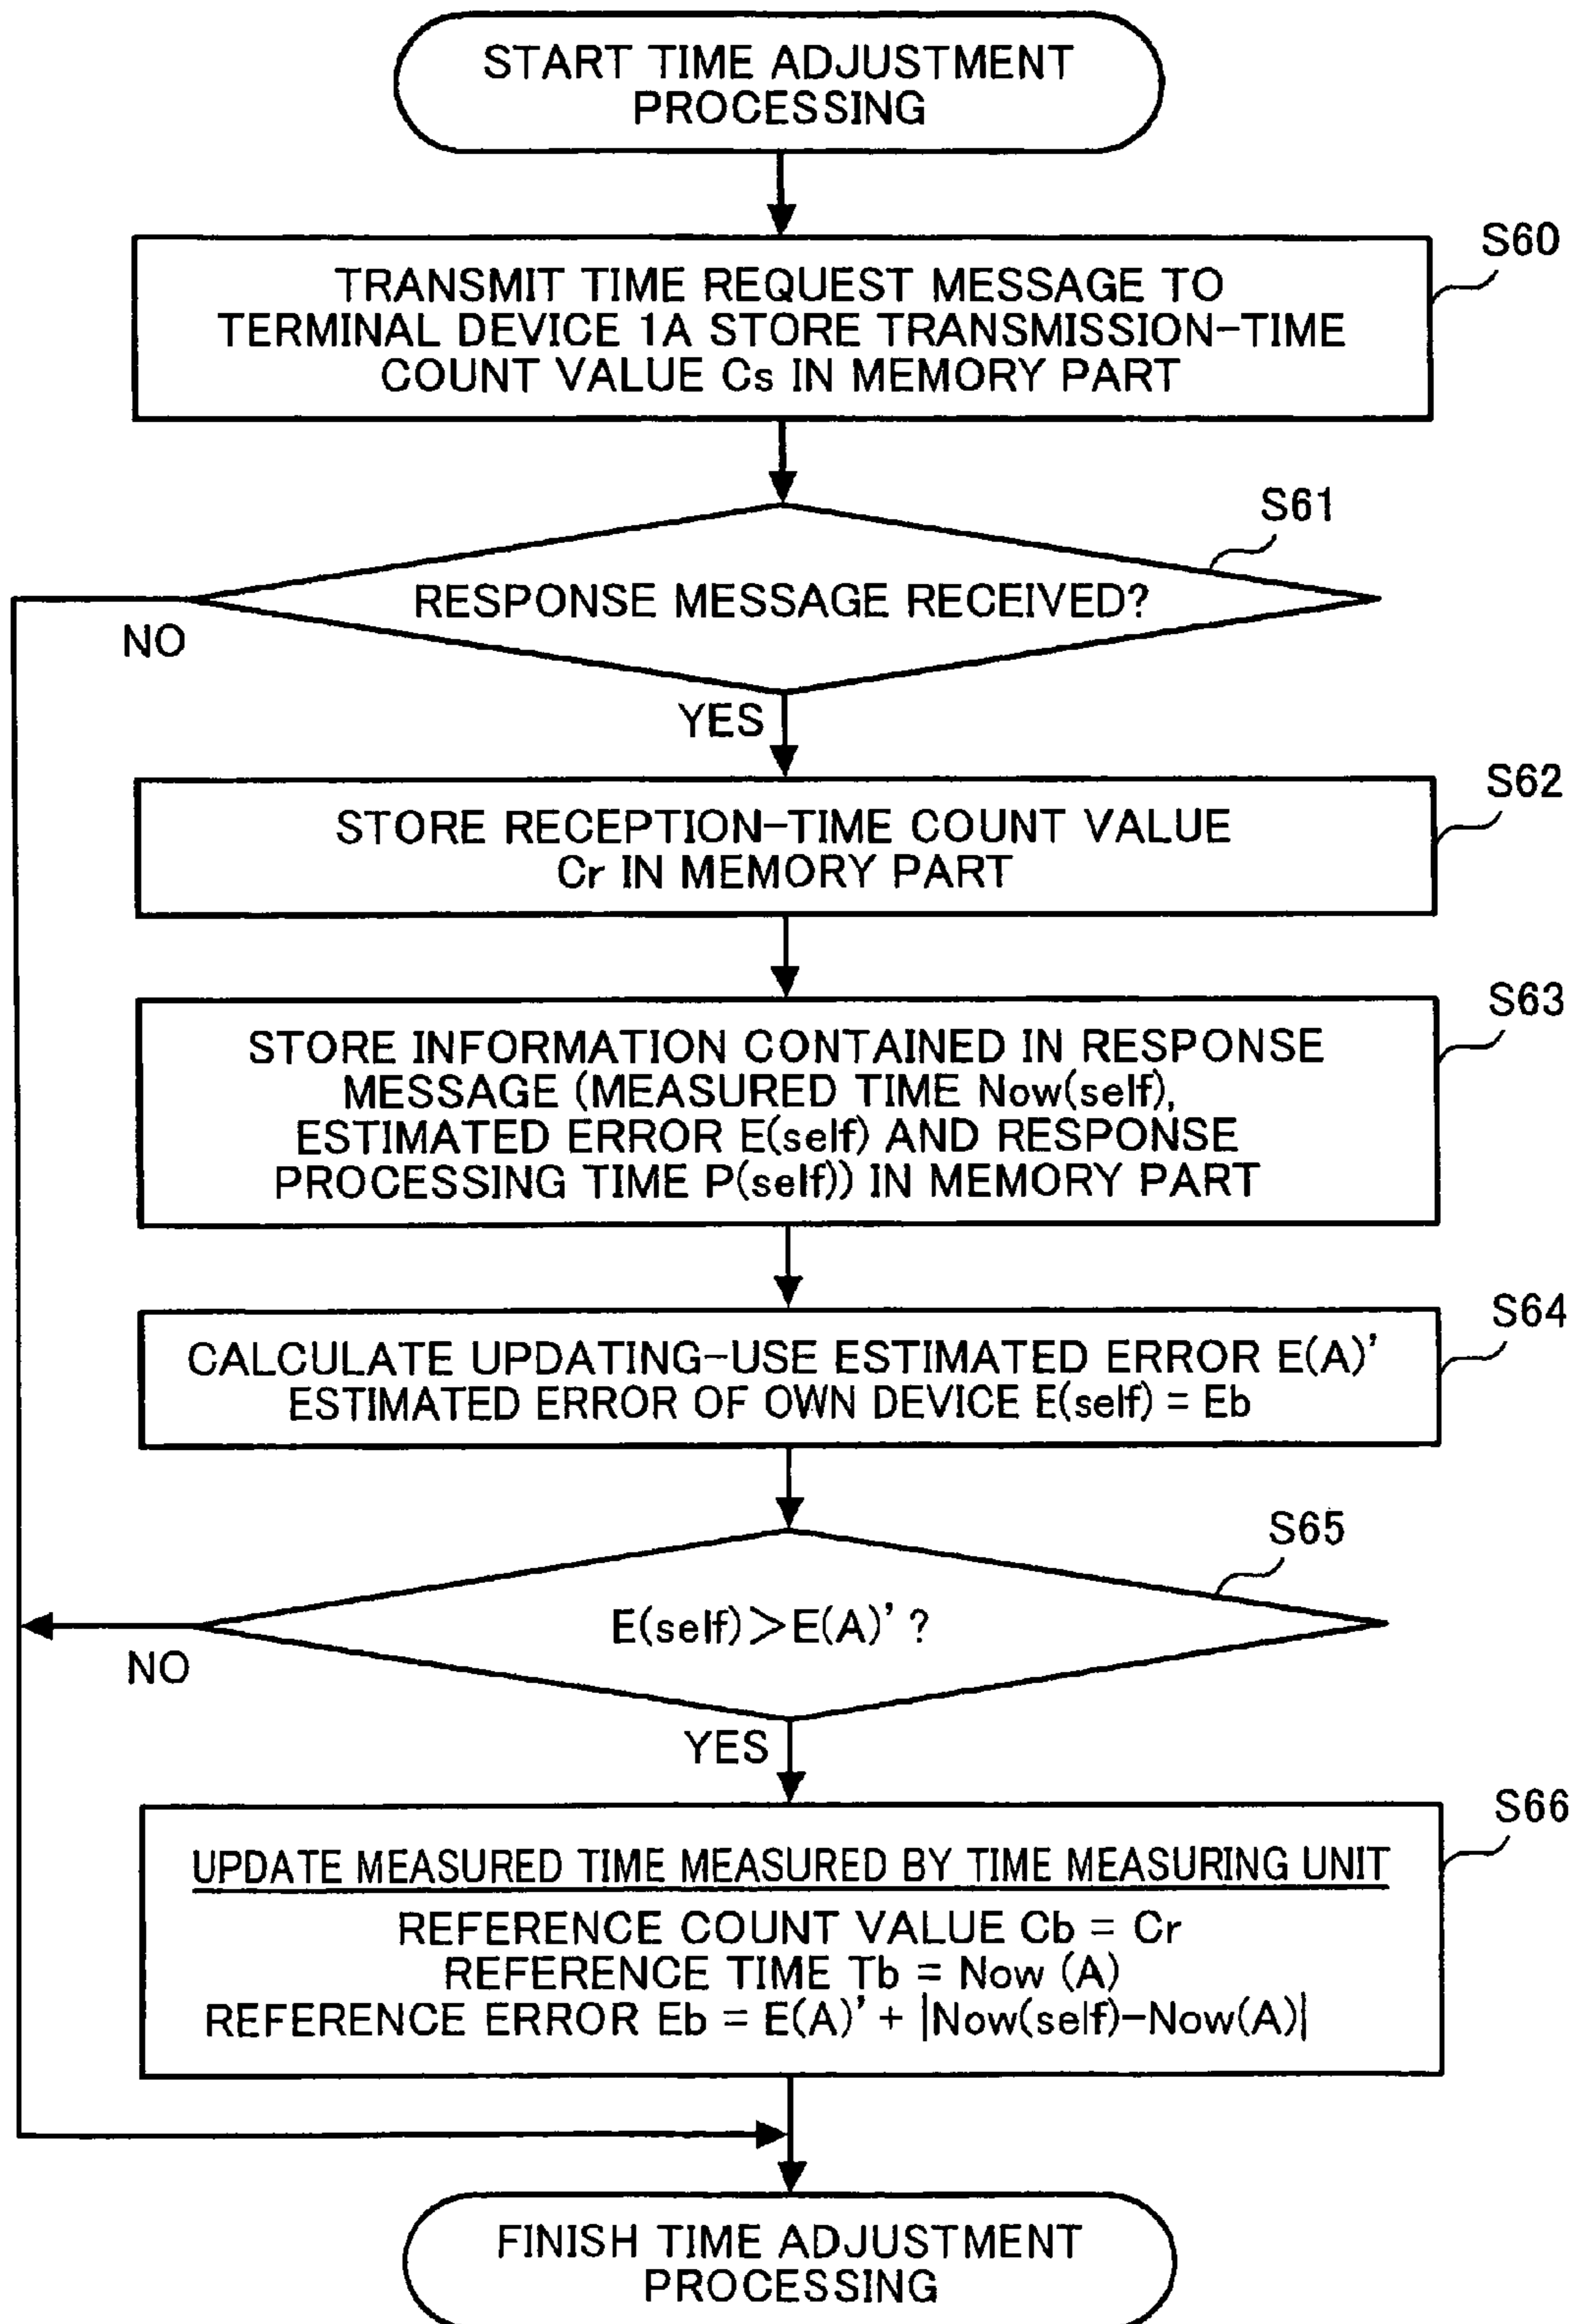 START TIME ADJUSTMENT
PROCESSING
S60
TRANSMIT TIME REQUEST MESSAGE TO
TERMINAL DEVICE 1A STORE TRANSMISSION-TIME
COUNT VALUE Cs IN MEMORY PART
S61
RESPONSE MESSAGE RECEIVED?
NO
YES
S62
STORE RECEPTION-TIME COUNT VALUE
Cr IN MEMORY PART
S63
STORE INFORMATION CONTAINED IN RESPONSE
MESSAGE (MEASURED TIME Now(self),
ESTIMATED ERROR E(self) AND RESPONSE
PROCESSING TIME P(self)) IN MEMORY PART
S64
CALCULATE UPDATING-USE ESTIMATED ERROR E(A)'
ESTIMATED ERROR OF OWN DEVICE E(self) = Eb
S65
E(self)>E(A)' ?
NO
YES
S66
UPDATE MEASURED TIME MEASURED BY TIME MEASURING UNIT
REFERENCE COUNT VALUE Cb = Cr
REFERENCE TIME Tb = Now (A)
REFERENCE ERROR Eb = E(A)' + |Now(self)-Now(A)|
FINISH TIME ADJUSTMENT
PROCESSING